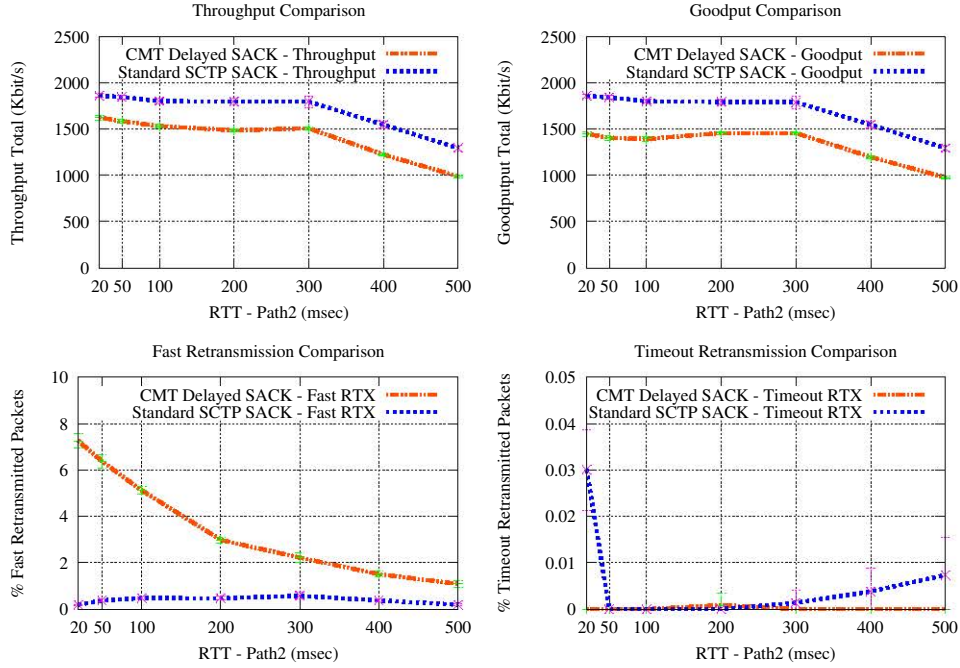 Throughput Comparison
2500
2000
1500
1000
500
0
Throughput Total (Kbit/s)
CMT Delayed SACK - Throughput
Standard SCTP SACK - Throughput
20 50 100 200 300 400 500
RTT - Path2 (msec)
Goodput Comparison
2500
2000
1500
1000
500
0
Goodputput Total (Kbit/s)
CMT Delayed SACK - Goodput
Standard SCTP SACK - Goodput
20 50 100 200 300 400 500
RTT - Path2 (msec)
Fast Retransmission Comparison
10
8
6
4
2
0
% Fast Retransmitted Packets
CMT Delayed SACK - Fast RTX
Standard SCTP SACK - Fast RTX
20 50 100 200 300 400 500
RTT - Path2 (msec)
Timeout Retransmission Comparison
0.05
0.04
0.03
0.02
0.01
0
% Timeout Retransmitted Packets
CMT Delayed SACK - Timeout RTX
Standard SCTP SACK - Timeout RTX
20 50 100 200 300 400 500
RTT - Path2 (msec)